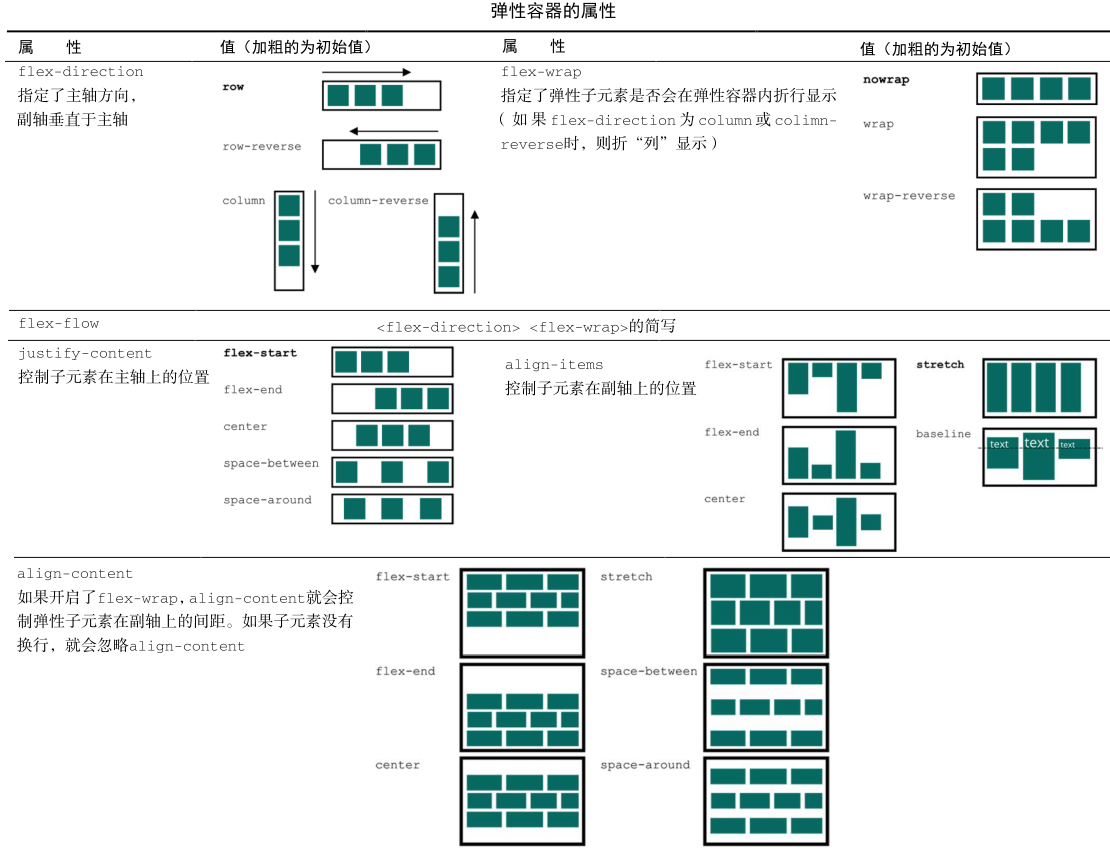 弹性容器的属性
属 性 值（加粗的为初始值） 属 性 值（加粗的为初始值）
flex-direction
指定了主轴方向，
副轴垂直于主轴
row
row-reverse
column column-reverse
flex-wrap
指定了弹性子元素是否会在弹性容器内折行显示
（如果flex-direction为column或colimn-
reverse时，则折“列”显示）
nowrap
wrap
wrap-reverse
flex-flow <flex-direction> <flex-wrap>的简写
justify-content
控制子元素在主轴上的位置
flex-start
flex-end
center
space-between
space-around
align-items
控制子元素在副轴上的位置
flex-start
flex-end
center
stretch
baseline
text text text
align-content
如果开启了flex-wrap,align-content就会控
制弹性子元素在副轴上的间距。如果子元素没有
换行，就会忽略align-content
flex-start
flex-end
center
stretch
space-between
space-around